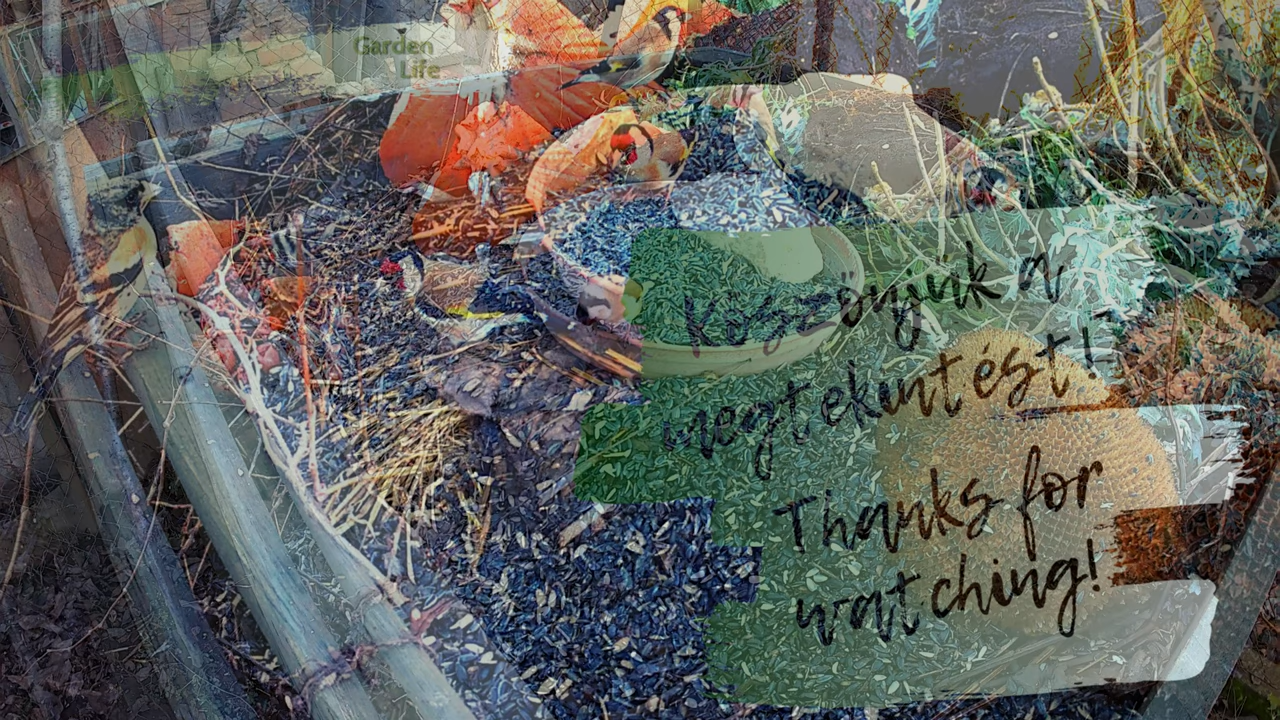 Garden
Life
Köszönjük a
megtekintést!
Thanks for
watching!